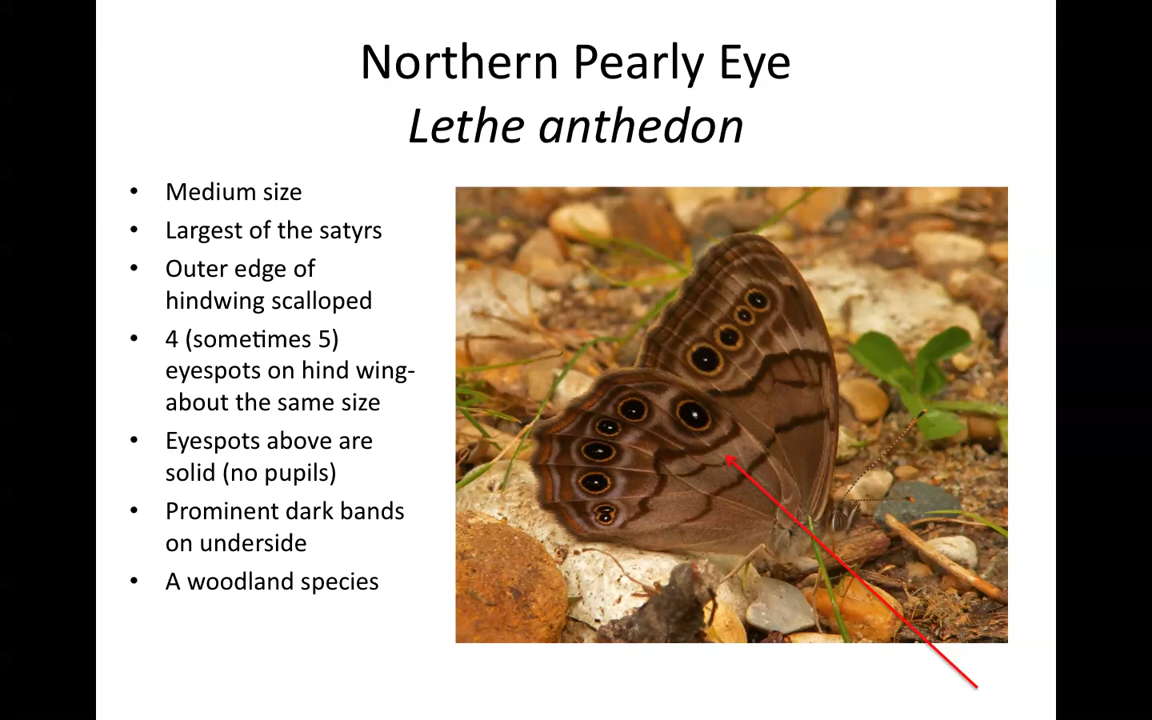 Northern Pearly Eye
Lethe anthedon
• Medium size
• Largest of the satyrs
• Outer edge of
hindwing scalloped
• 4 (sometimes 5)
eyespots on hind wing-
about the same size
• Eyespots above are
solid (no pupils)
• Prominent dark bands
on underside
• A woodland species